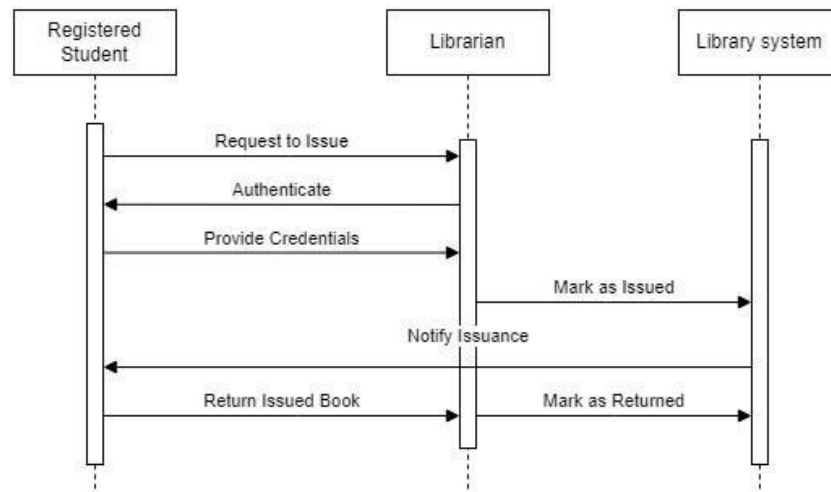 Registered
Student
Librarian
Library system
Request to Issue
Authenticate
Provide Credentials
Mark as Issued
Notify Issuance
Return Issued Book
Mark as Returned